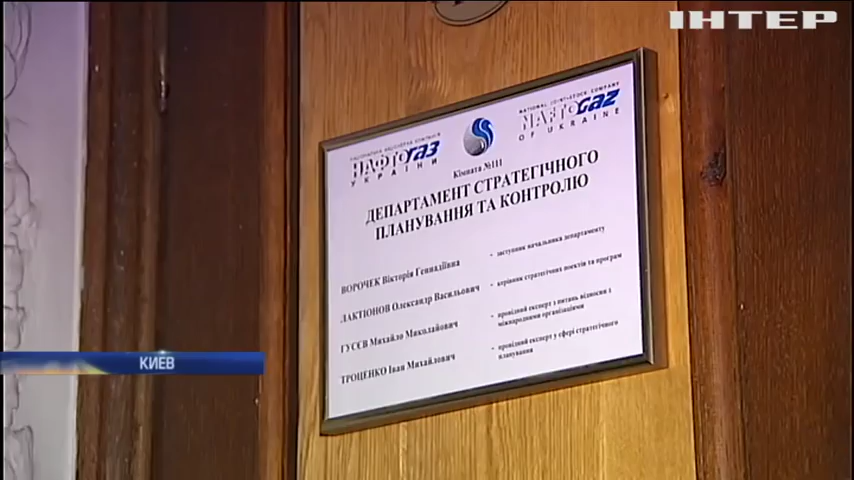 ІНТЕР
НАЦІОНАЛЬНА АКЦІОНЕРНА КОМПАНІЯ
НАФТОГАЗ
УКРАЇНИ
NATIONAL JOINT-STOCK COMPANY
NAFTOGAZ
OF UKRAINE
Кімната №111
ДЕПАРТАМЕНТ СТРАТЕГІЧНОГО
ПЛАНУВАННЯ ТА КОНТРОЛЮ
ВОРОЧЕК Вікторія Геннадіївна - заступник начальника департаменту
ЛАКТІОНОВ Олександр Васильович - керівник стратегічних проектів та програм
ГУСЄВ Михайло Миколайович - провідний експерт з питань відносин з
міжнародними організаціями
ТРОЦЕНКО Іван Михайлович - провідний експерт у сфері стратегічного
планування
КИЕВ